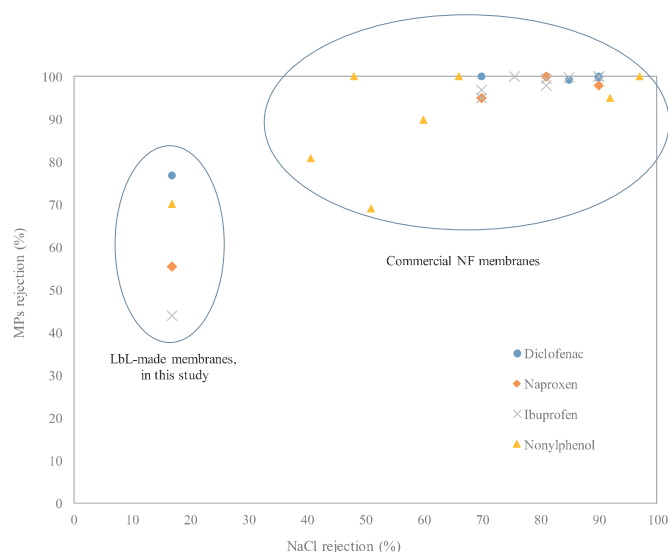 100
90
80
70
60
50
40
30
20
10
0
MPs rejection (%)
Commercial NF membranes
LbL-made membranes,
in this study
Diclofenac
Naproxen
Ibuprofen
Nonylphenol
0 10 20 30 40 50 60 70 80 90 100
NaCl rejection (%)